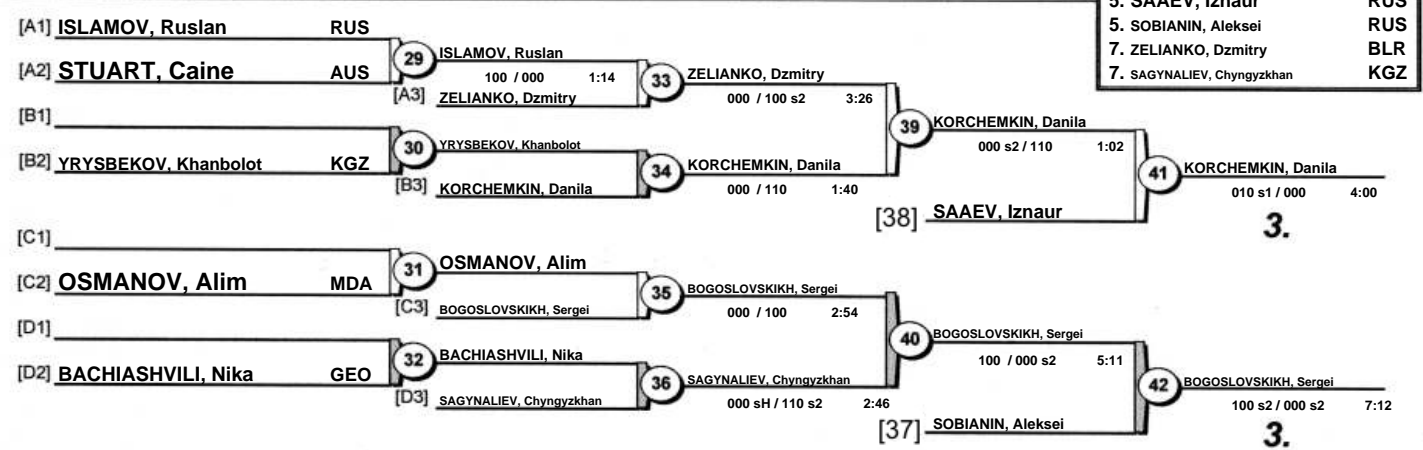 5. SAAEV, Iznaur RUS
5. SOBIANIN, Aleksei RUS
7. ZELIANKO, Dzmitry BLR
7. SAGYNALIEV, Chyngyzkhan KGZ
[A1] ISLAMOV, Ruslan RUS
[A2] STUART, Caine AUS
29
ISLAMOV, Ruslan
100 / 000 1:14
[A3] ZELIANKO, Dzmitry
33
ZELIANKO, Dzmitry
000 / 100 s2 3:26
[B1]
[B2] YRYSBEKOV, Khanbolot KGZ
30
YRYSBEKOV, Khanbolot
[B3] KORCHEMKIN, Danila
34
KORCHEMKIN, Danila
000 / 110 1:40
39
KORCHEMKIN, Danila
000 s2 / 110 1:02
[38] SAAEV, Iznaur
41
KORCHEMKIN, Danila
010 s1 / 000 4:00
3.
[C1]
[C2] OSMANOV, Alim MDA
31
OSMANOV, Alim
[C3] BOGOSLOVSKIKH, Sergei
35
BOGOSLOVSKIKH, Sergei
000 / 100 2:54
[D1]
[D2] BACHIASHVILI, Nika GEO
32
BACHIASHVILI, Nika
[D3] SAGYNALIEV, Chyngyzkhan
36
SAGYNALIEV, Chyngyzkhan
000 sH / 110 s2 2:46
40
BOGOSLOVSKIKH, Sergei
100 / 000 s2 5:11
[37] SOBIANIN, Aleksei
42
BOGOSLOVSKIKH, Sergei
100 s2 / 000 s2 7:12
3.